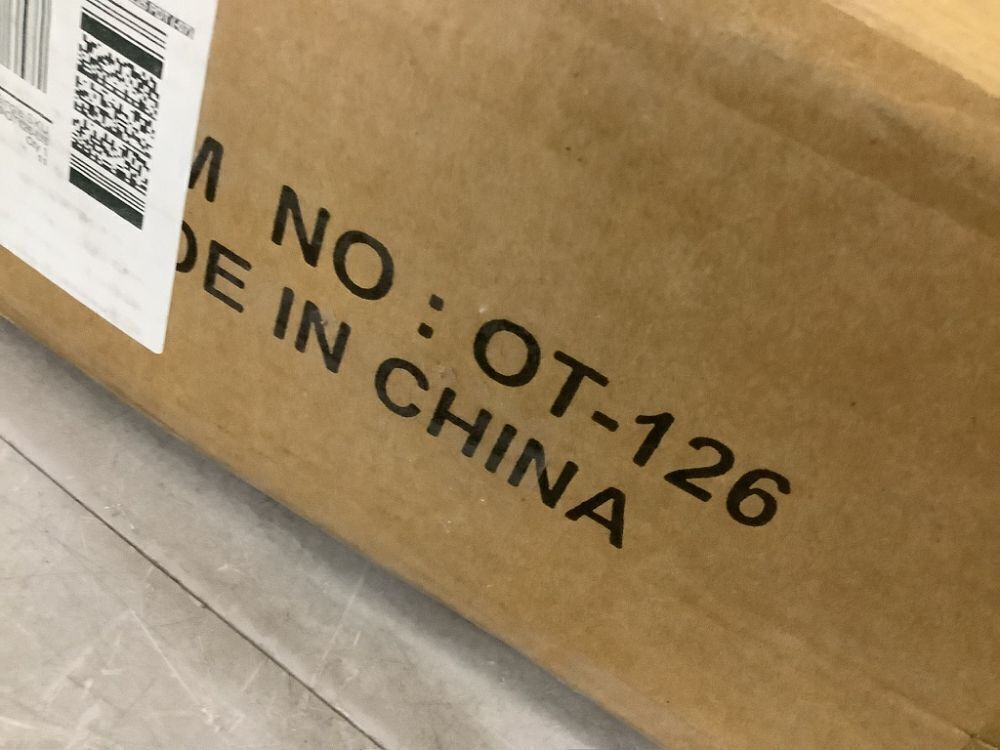 M NO : OT-126
DE IN CHINA